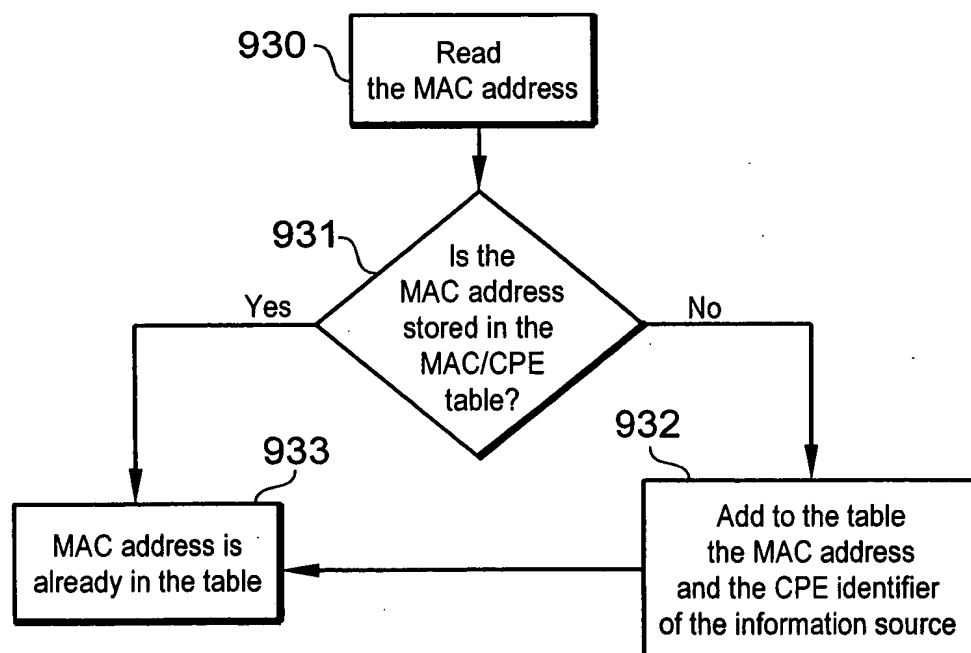 930
Read
the MAC address
931
Is the
MAC address
stored in the
MAC/CPE
table?
Yes
No
933
MAC address is
already in the table
932
Add to the table
the MAC address
and the CPE identifier
of the information source